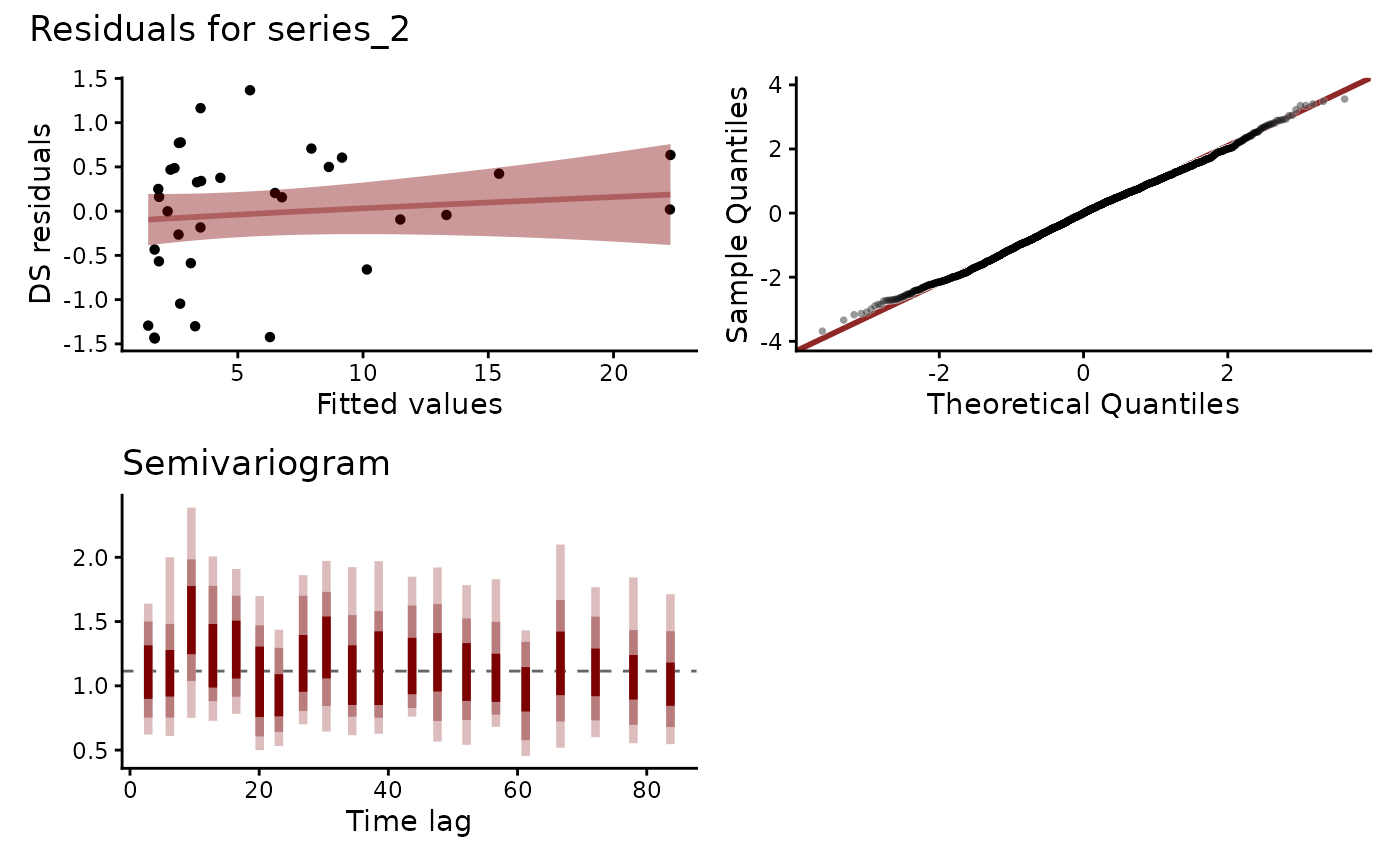 Residuals for series_2
1.5
1.0
0.5
0.0
-0.5
-1.0
-1.5
DS residuals
5 10 15 20
Fitted values
4
2
0
-2
-4
Sample Quantiles
-2 0 2
Theoretical Quantiles
Semivariogram
2.0
1.5
1.0
0.5
0 20 40 60 80
Time lag